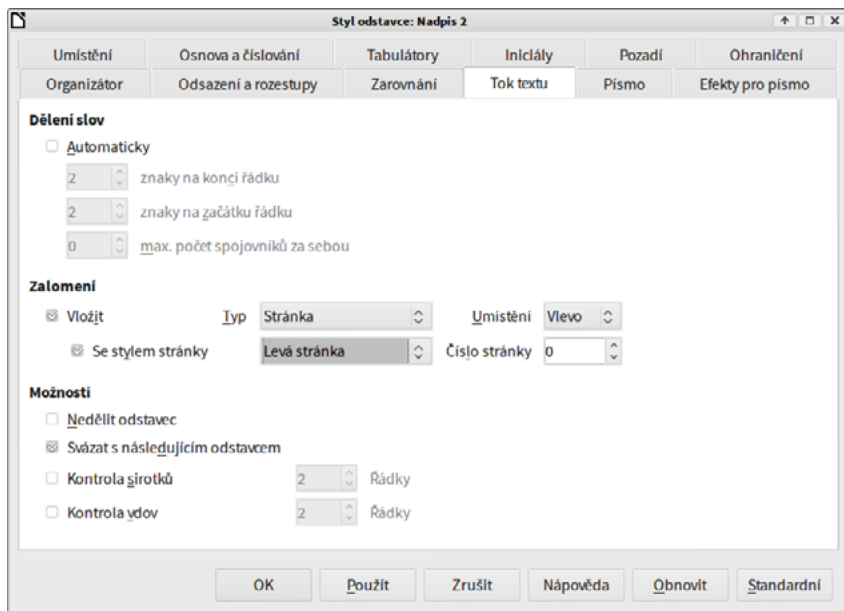 Styl odstavce: Nadpis 2
Umístění Osnova a číslování Tabulátory Iniciály Pozadí Ohraničení
Organizátor Odsazení a rozestupy Zarovnání Tok textu Písmo Efekty pro písmo
Dělení slov
Automaticky
2 znaky na konci řádku
2 znaky na začátku řádku
0 max. počet spojovníků za sebou
Zalomení
Vložit Typ Stránka Umístění Vlevo
Se stylem stránky Levá stránka Číslo stránky 0
Možnosti
Nedělit odstavec
Svázat s následujícím odstavcem
Kontrola sirotků 2 Řádky
Kontrola vdov 2 Řádky
OK Použít Zrušit Nápověda Obnovit Standardní